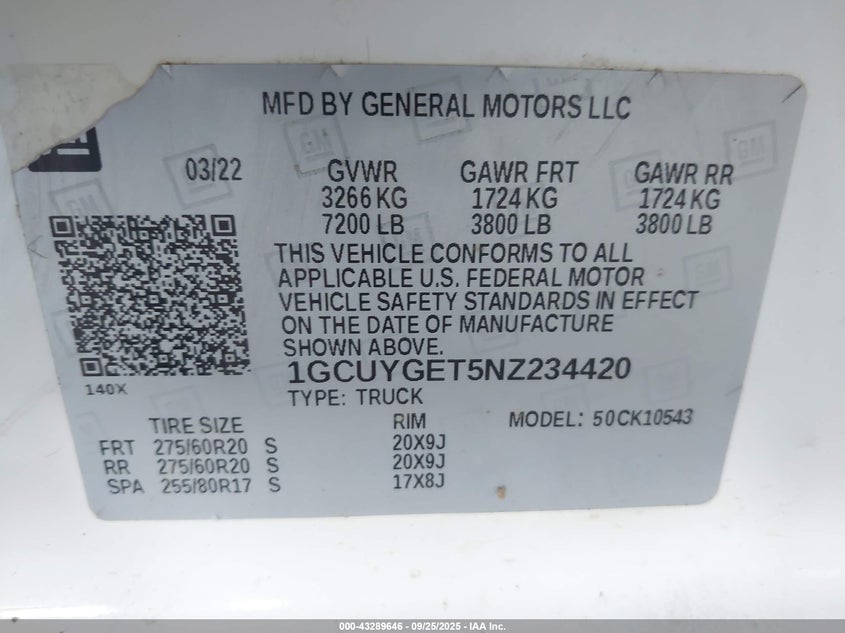 MFD BY GENERAL MOTORS LLC
GM
03/22 GVWR GAWR FRT GAWR RR
3266 KG 1724 KG 1724 KG
7200 LB 3800 LB 3800 LB
THIS VEHICLE CONFORMS TO ALL
APPLICABLE U.S. FEDERAL MOTOR
VEHICLE SAFETY STANDARDS IN EFFECT
ON THE DATE OF MANUFACTURE
SHOWN ABOVE.
140X
1GCUYGET5NZ234420
TYPE: TRUCK
TIRE SIZE RIM MODEL: 50CK10543
FRT 275/60R20 S 20X9J
RR 275/60R20 S 20X9J
SPA 255/80R17 S 17X8J
000-43289646 - 09/25/2025 - IAA Inc.